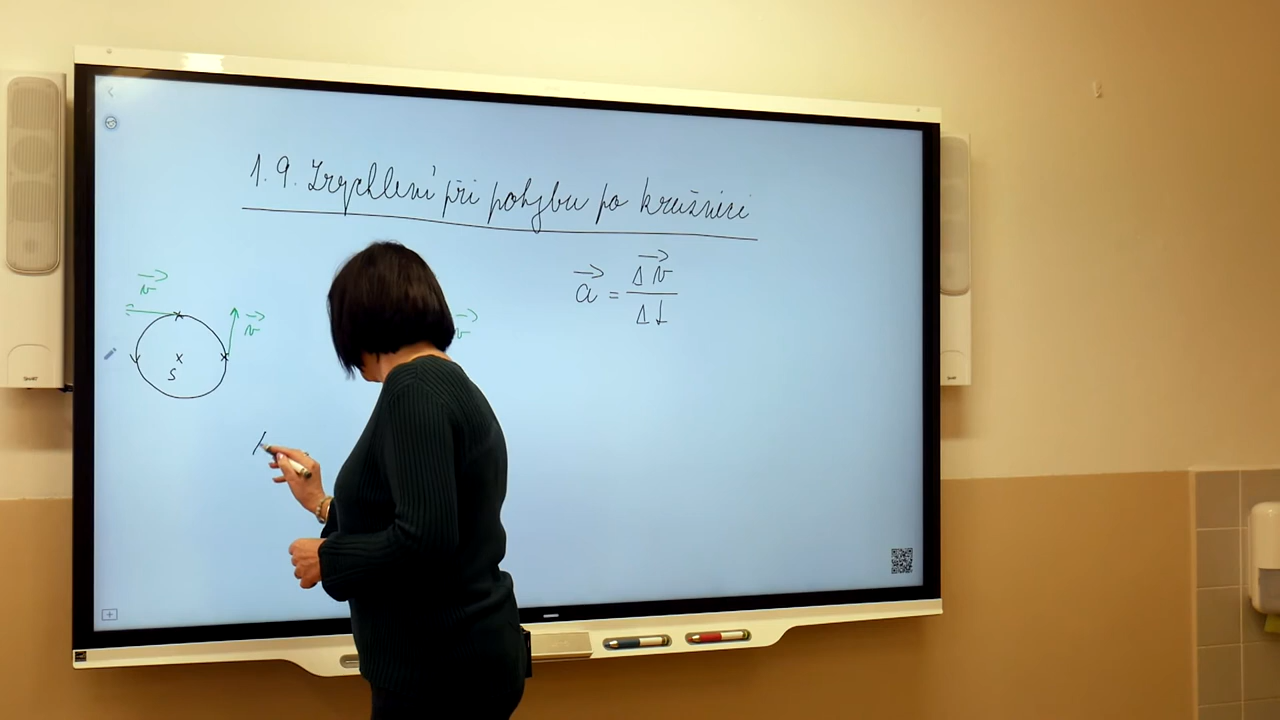 1.9. Zrychlení při pohybu po kružnici
a = Δv
Δt
v
v
v
S